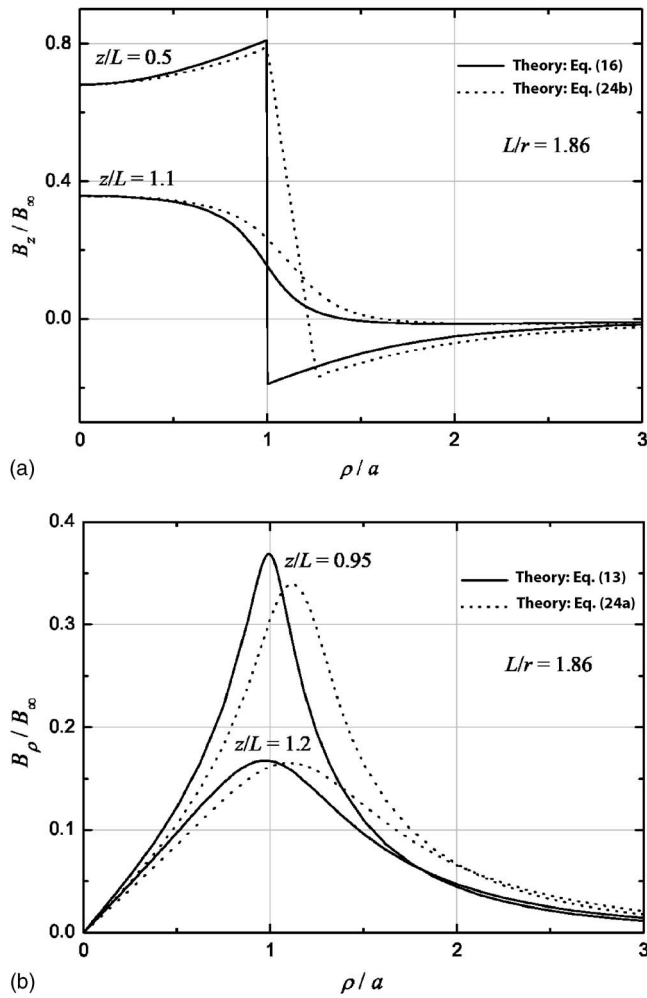 0.8
z/L = 0.5
Theory: Eq. (16)
Theory: Eq. (24b)
L/r = 1.86
0.4
z/L = 1.1
B_z / B_∞
0.0
0
1
2
3
(a)
ρ / a
0.4
z/L = 0.95
Theory: Eq. (13)
Theory: Eq. (24a)
0.3
L/r = 1.86
B_ρ / B_∞
0.2
z/L = 1.2
0.1
0.0
0
1
2
3
(b)
ρ / a